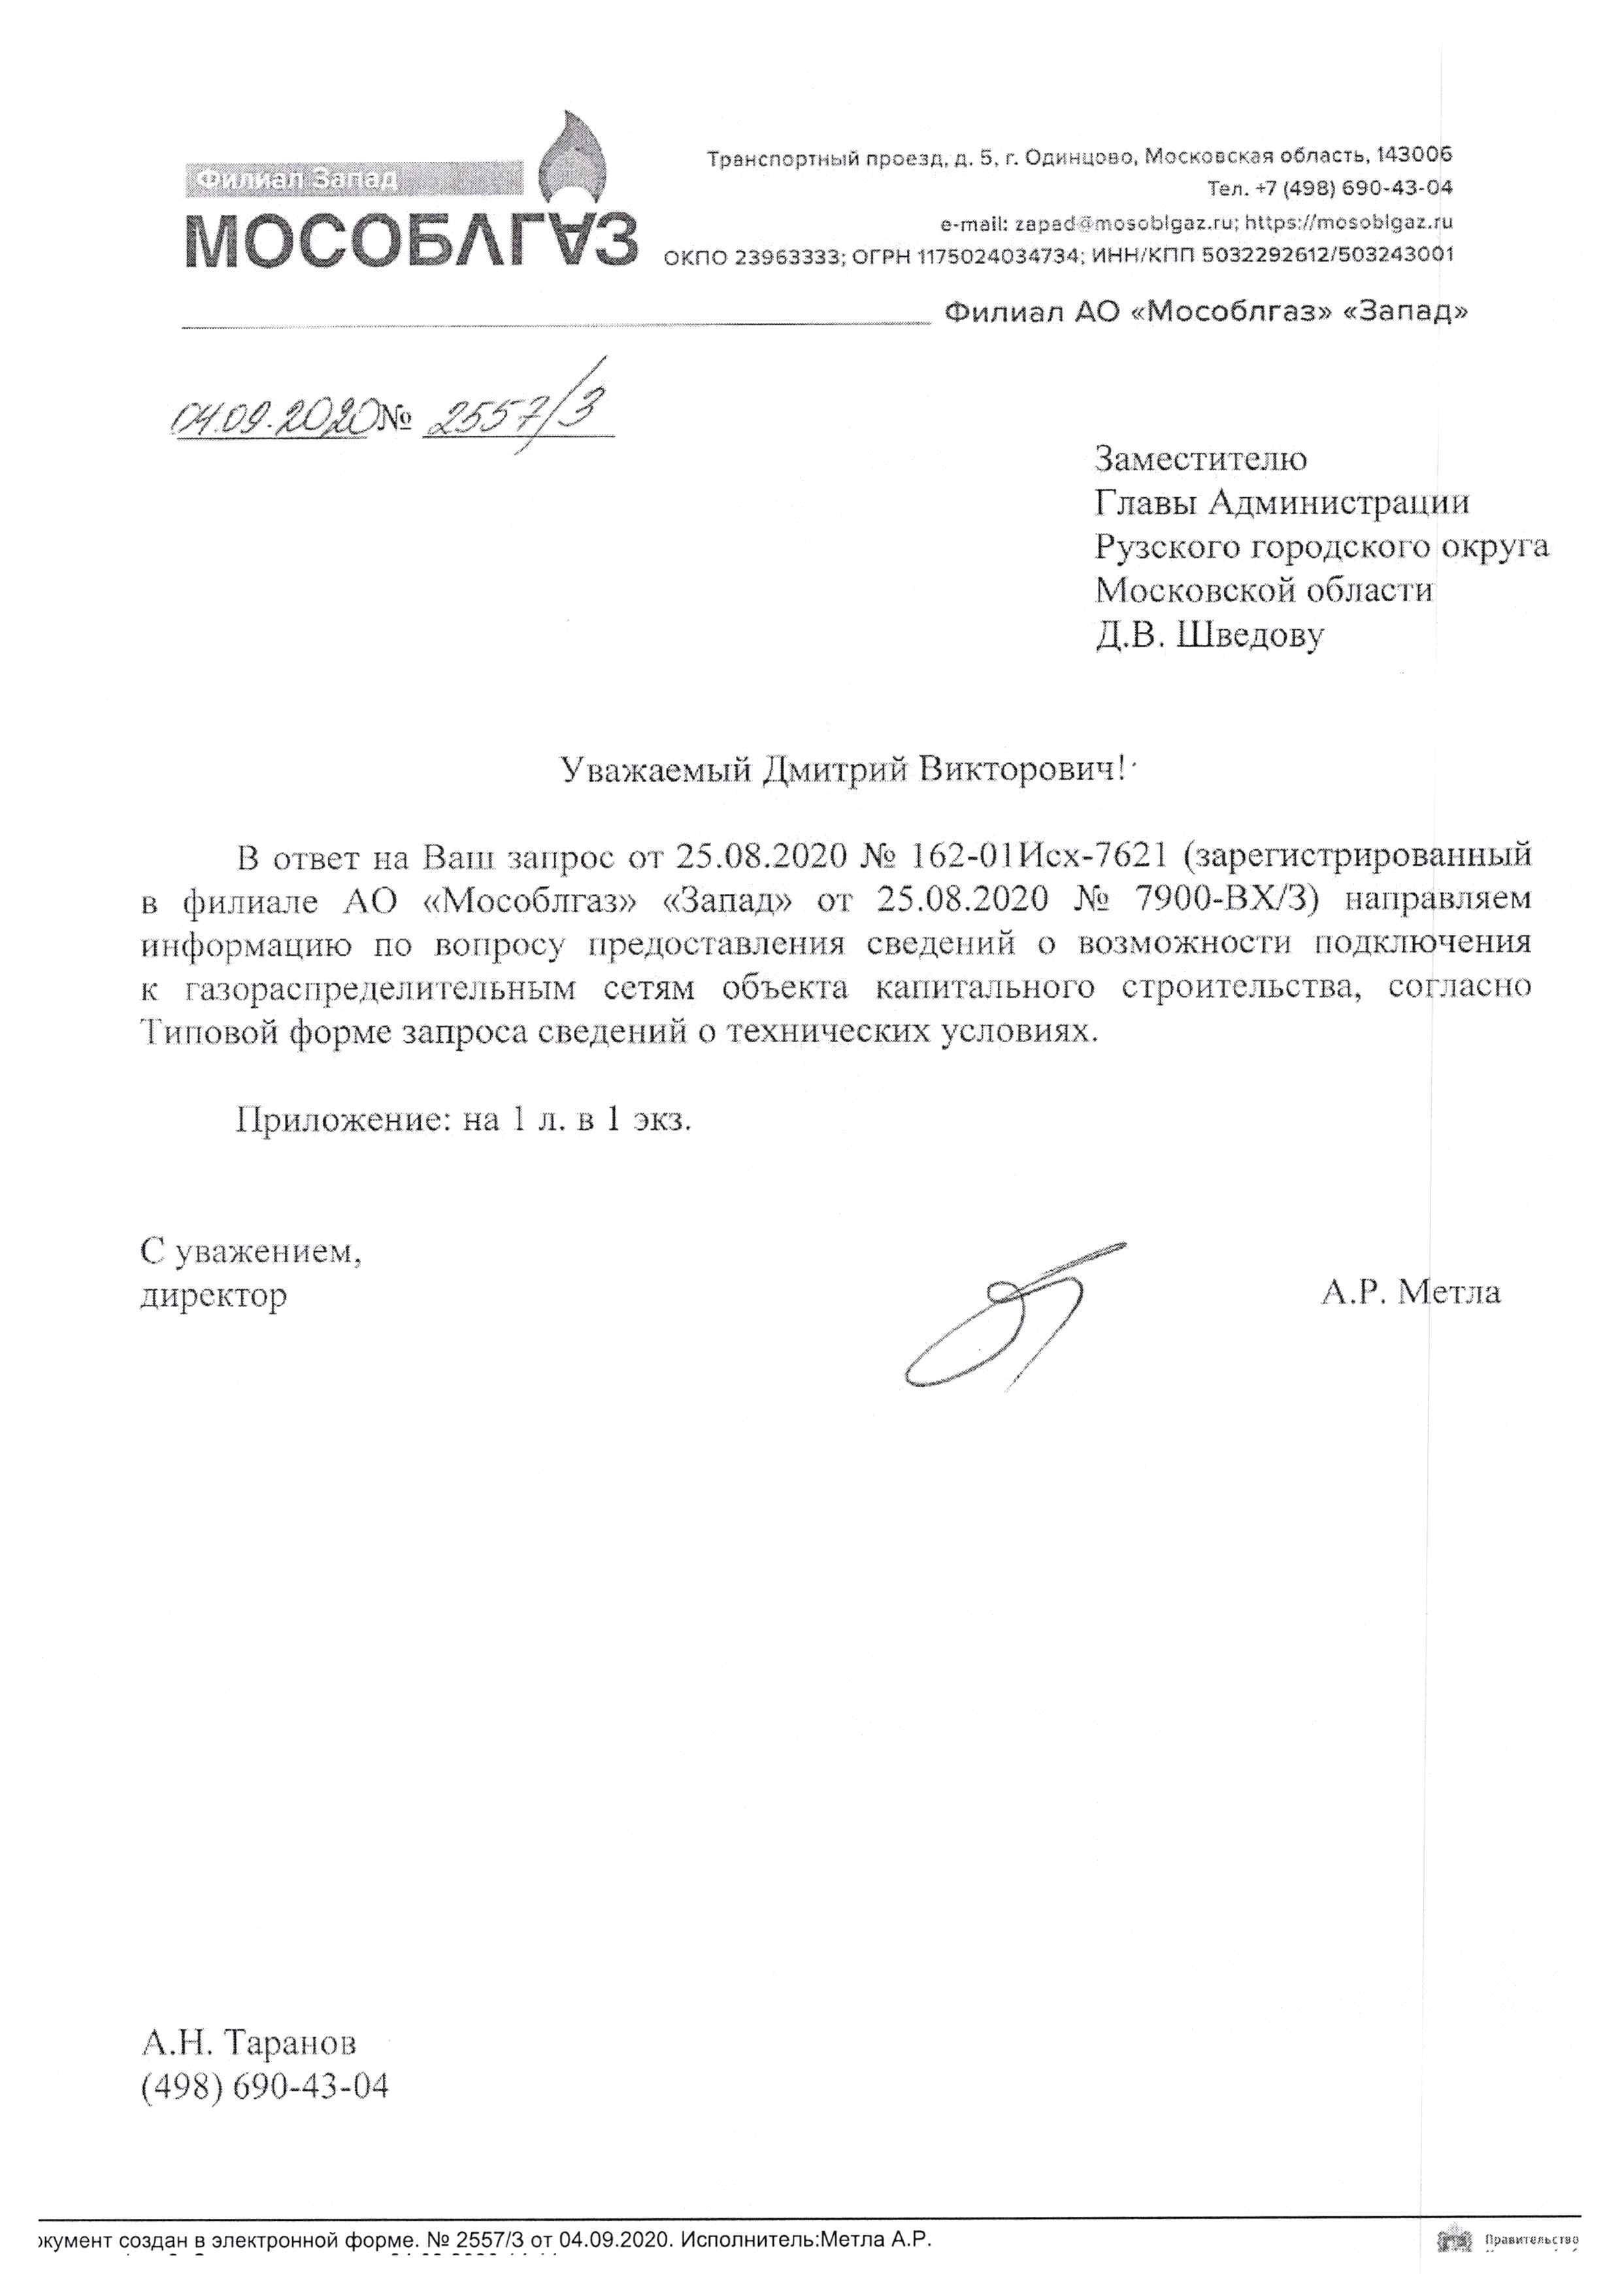 Филиал Запад
МОСОБЛГАЗ
Транспортный проезд, д. 5, г. Одинцово, Московская область, 143006
Тел. +7 (498) 690-43-04
e-mail: zapad@mosoblgaz.ru; https://mosoblgaz.ru
ОКПО 23963333; ОГРН 1175024034734; ИНН/КПП 5032292612/503243001
Филиал АО «Мособлгаз» «Запад»
04.09.2020 № 2557/3
Заместителю
Главы Администрации
Рузского городского округа
Московской области
Д.В. Шведову
Уважаемый Дмитрий Викторович!
В ответ на Ваш запрос от 25.08.2020 № 162-01Исх-7621 (зарегистрированный
в филиале АО «Мособлгаз» «Запад» от 25.08.2020 № 7900-ВХ/З) направляем
информацию по вопросу предоставления сведений о возможности подключения
к газораспределительным сетям объекта капитального строительства, согласно
Типовой форме запроса сведений о технических условиях.
Приложение: на 1 л. в 1 экз.
С уважением,
директор
А.Р. Метла
А.Н. Таранов
(498) 690-43-04
окумент создан в электронной форме. № 2557/3 от 04.09.2020. Исполнитель:Метла А.Р.
Правительство